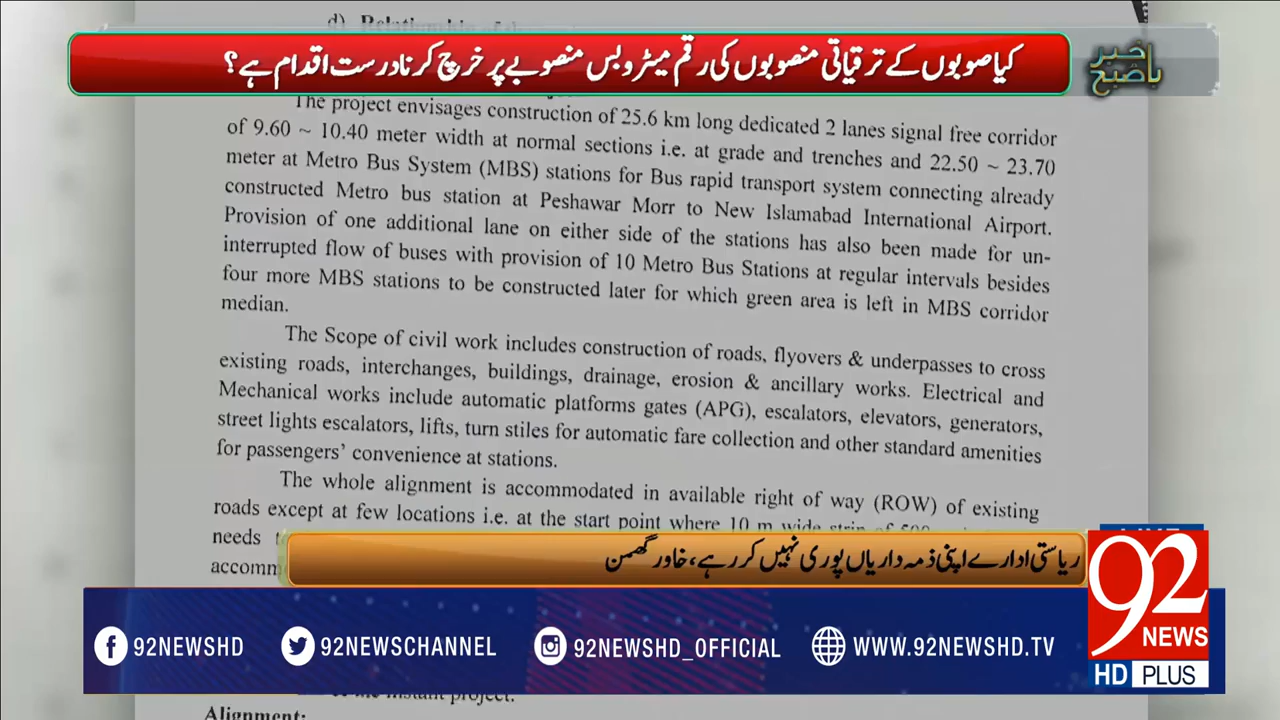 d). Relationship of the
کیا صوبوں کے ترقیاتی منصوبوں کی رقم میٹرو بس منصوبے پر خرچ کرنا درست اقدام ہے؟
باخبر صبح
The project envisages construction of 25.6 km long dedicated 2 lanes signal free corridor
of 9.60 ~ 10.40 meter width at normal sections i.e. at grade and trenches and 22.50 ~ 23.70
meter at Metro Bus System (MBS) stations for Bus rapid transport system connecting already
constructed Metro bus station at Peshawar Morr to New Islamabad International Airport.
Provision of one additional lane on either side of the stations has also been made for un-
interrupted flow of buses with provision of 10 Metro Bus Stations at regular intervals besides
four more MBS stations to be constructed later for which green area is left in MBS corridor
median.
The Scope of civil work includes construction of roads, flyovers & underpasses to cross
existing roads, interchanges, buildings, drainage, erosion & ancillary works. Electrical and
Mechanical works include automatic platforms gates (APG), escalators, elevators, generators,
street lights escalators, lifts, turn stiles for automatic fare collection and other standard amenities
for passengers' convenience at stations.
The whole alignment is accommodated in available right of way (ROW) of existing
roads except at few locations i.e. at the start point where 10 m wide strip of
needs
accomm
ریاستی ادارے اپنی ذمہ داریاں پوری نہیں کر رہے، خاور گھمن
92
NEWS
HD PLUS
92NEWSHD
92NEWSCHANNEL
92NEWSHD_OFFICIAL
WWW.92NEWSHD.TV
the instant project.
Alignment: